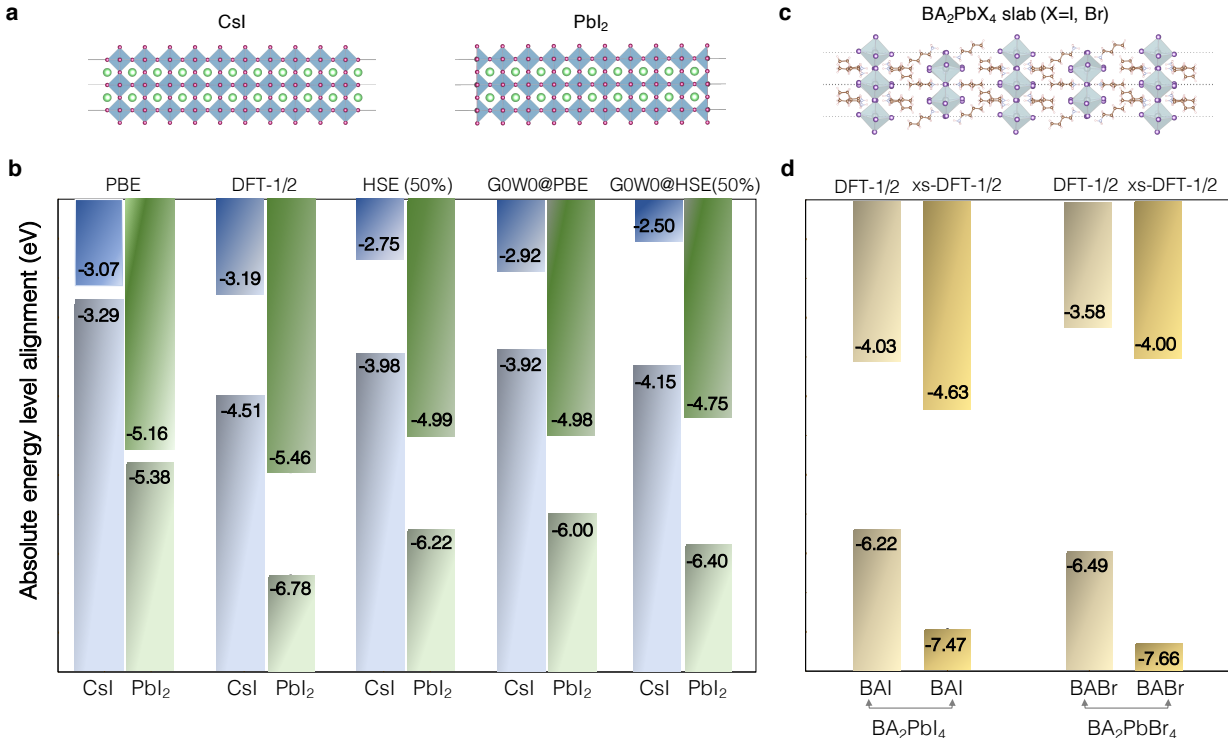 a
CsI
PbI₂
c
BA₂PbX₄ slab (X=I, Br)
b
PBE
DFT-1/2
HSE (50%)
G0W0@PBE
G0W0@HSE(50%)
Absolute energy level alignment (eV)
-3.07
-3.29
-5.16
-5.38
-3.19
-4.51
-5.46
-6.78
-2.75
-3.98
-4.99
-6.22
-2.92
-3.92
-4.98
-6.00
-2.50
-4.15
-4.75
-6.40
CsI PbI₂ CsI PbI₂ CsI PbI₂ CsI PbI₂ CsI PbI₂
d
DFT-1/2 xs-DFT-1/2 DFT-1/2 xs-DFT-1/2
-4.03
-6.22
-4.63
-7.47
-3.58
-6.49
-4.00
-7.66
BAI BAI BABr BABr
BA₂PbI₄ BA₂PbBr₄